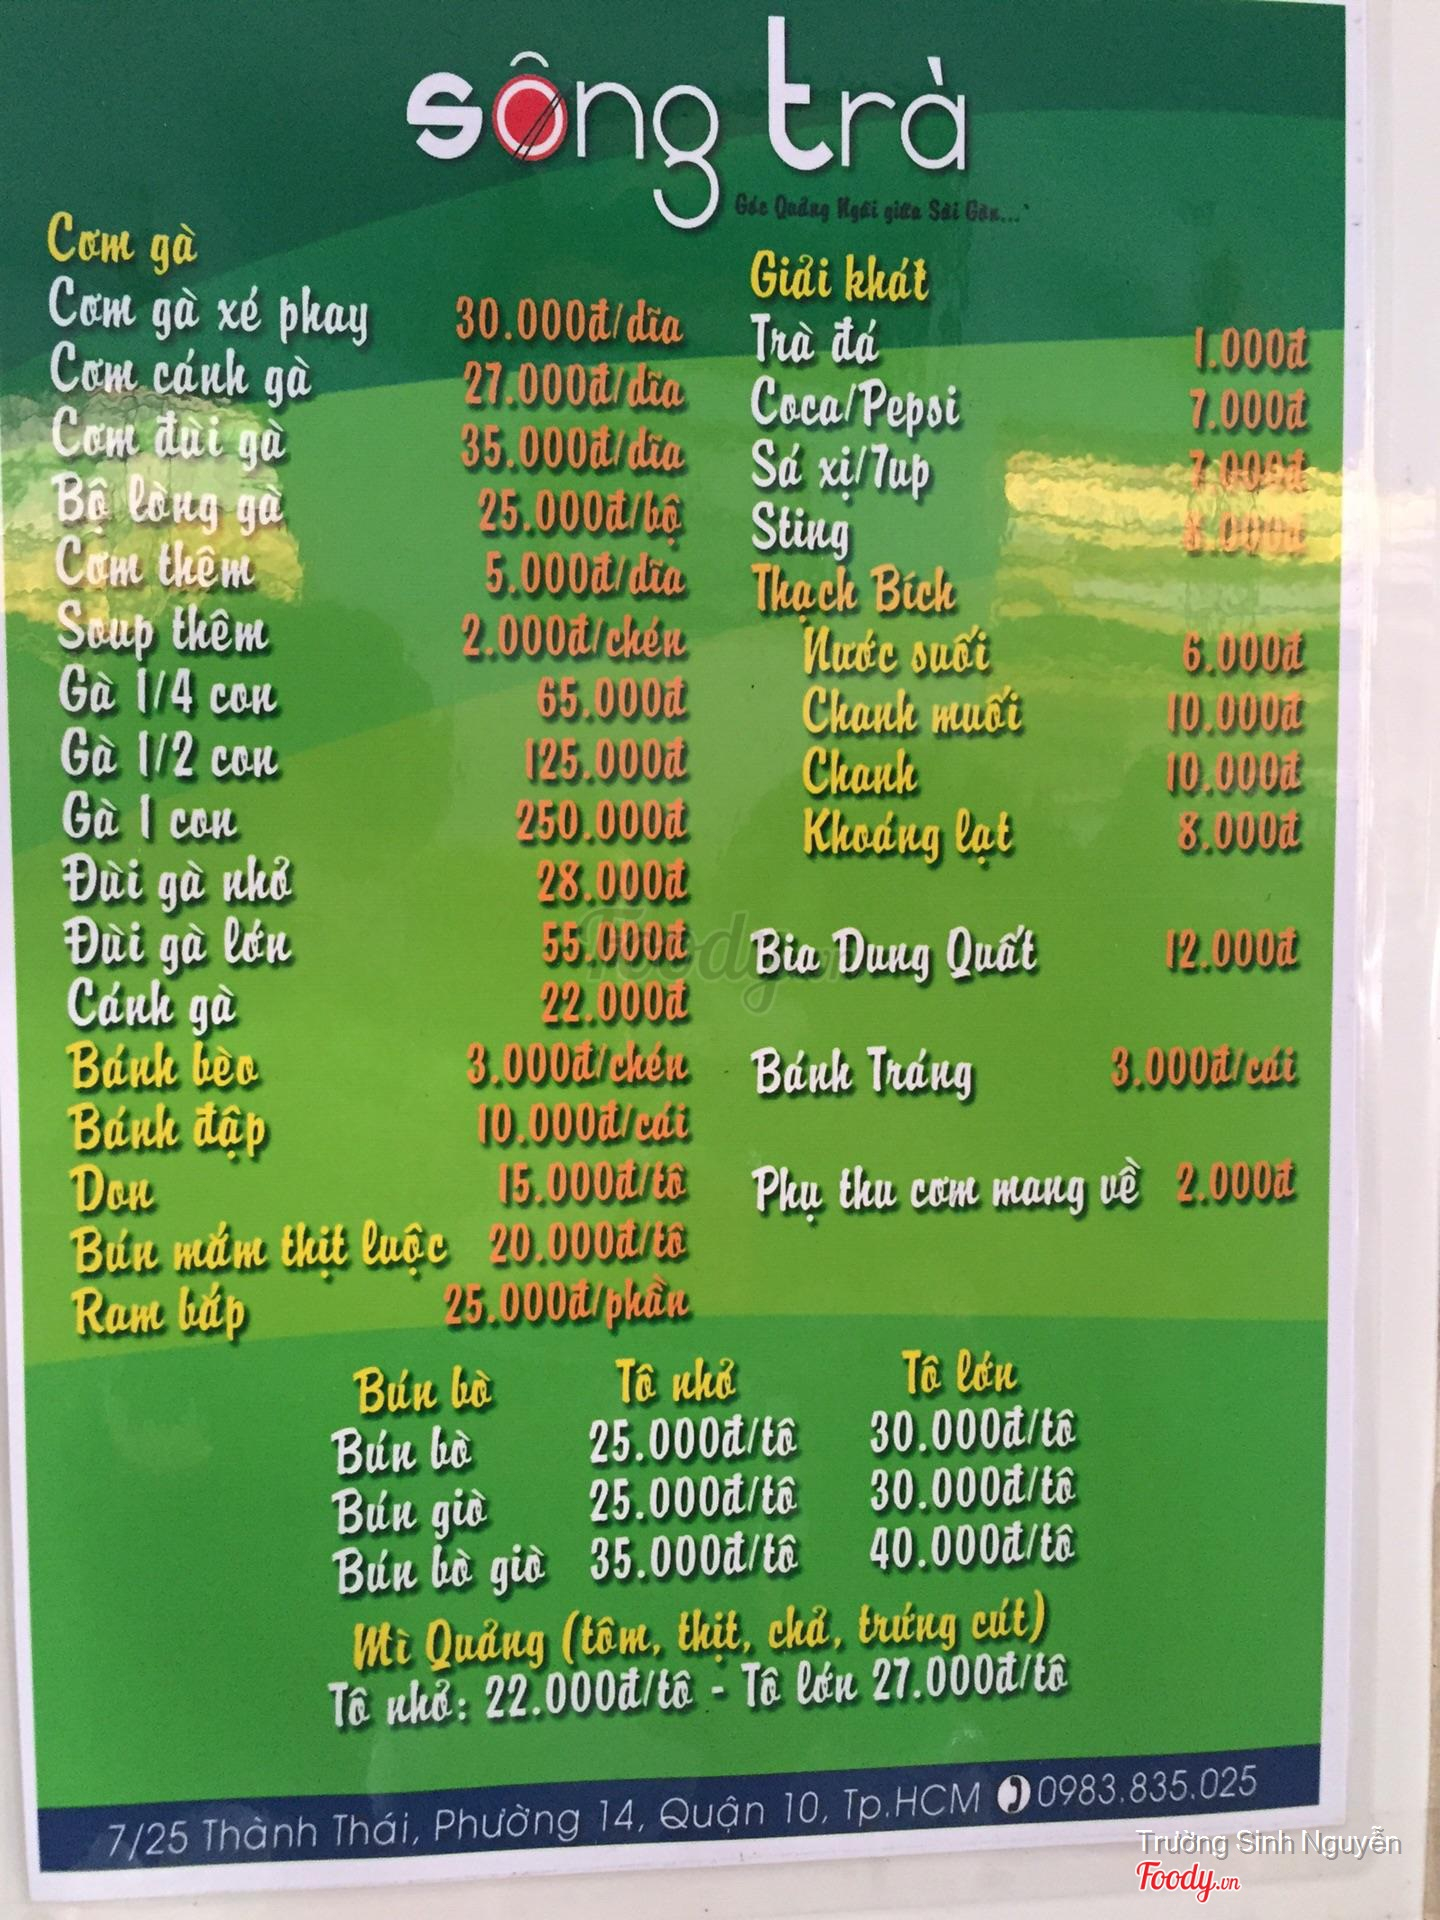 sông trà
Góc Quảng Ngãi giữa Sài Gòn...
Cơm gà
Cơm gà xé phay 30.000đ/dĩa
Cơm cánh gà 27.000đ/dĩa
Cơm đùi gà 35.000đ/dĩa
Bộ lòng gà 25.000đ/bộ
Cơm thêm 5.000đ/dĩa
Soup thêm 2.000đ/chén
Gà 1/4 con 65.000đ
Gà 1/2 con 125.000đ
Gà 1 con 250.000đ
Đùi gà nhỏ 28.000đ
Đùi gà lớn 55.000đ
Cánh gà 22.000đ
Bánh bèo 3.000đ/chén
Bánh đập 10.000đ/cái
Don 15.000đ/tô
Bún mắm thịt luộc 20.000đ/tô
Ram bắp 25.000đ/phần
Giải khát
Trà đá 1.000đ
Coca/Pepsi 7.000đ
Sá xị/7up 7.000đ
Sting 8.000đ
Thạch Bích
Nước suối 6.000đ
Chanh muối 10.000đ
Chanh 10.000đ
Khoáng lạt 8.000đ
Bia Dung Quất 12.000đ
Bánh Tráng 3.000đ/cái
Phụ thu cơm mang về 2.000đ
Bún bò Tô nhỏ Tô lớn
Bún bò 25.000đ/tô 30.000đ/tô
Bún giò 25.000đ/tô 30.000đ/tô
Bún bò giò 35.000đ/tô 40.000đ/tô
Mì Quảng (tôm, thịt, chả, trứng cút)
Tô nhỏ: 22.000đ/tô - Tô lớn 27.000đ/tô
7/25 Thành Thái, Phường 14, Quận 10, Tp.HCM 0983.835.025
Foody.vn
Trường Sinh Nguyễn
Foody.vn